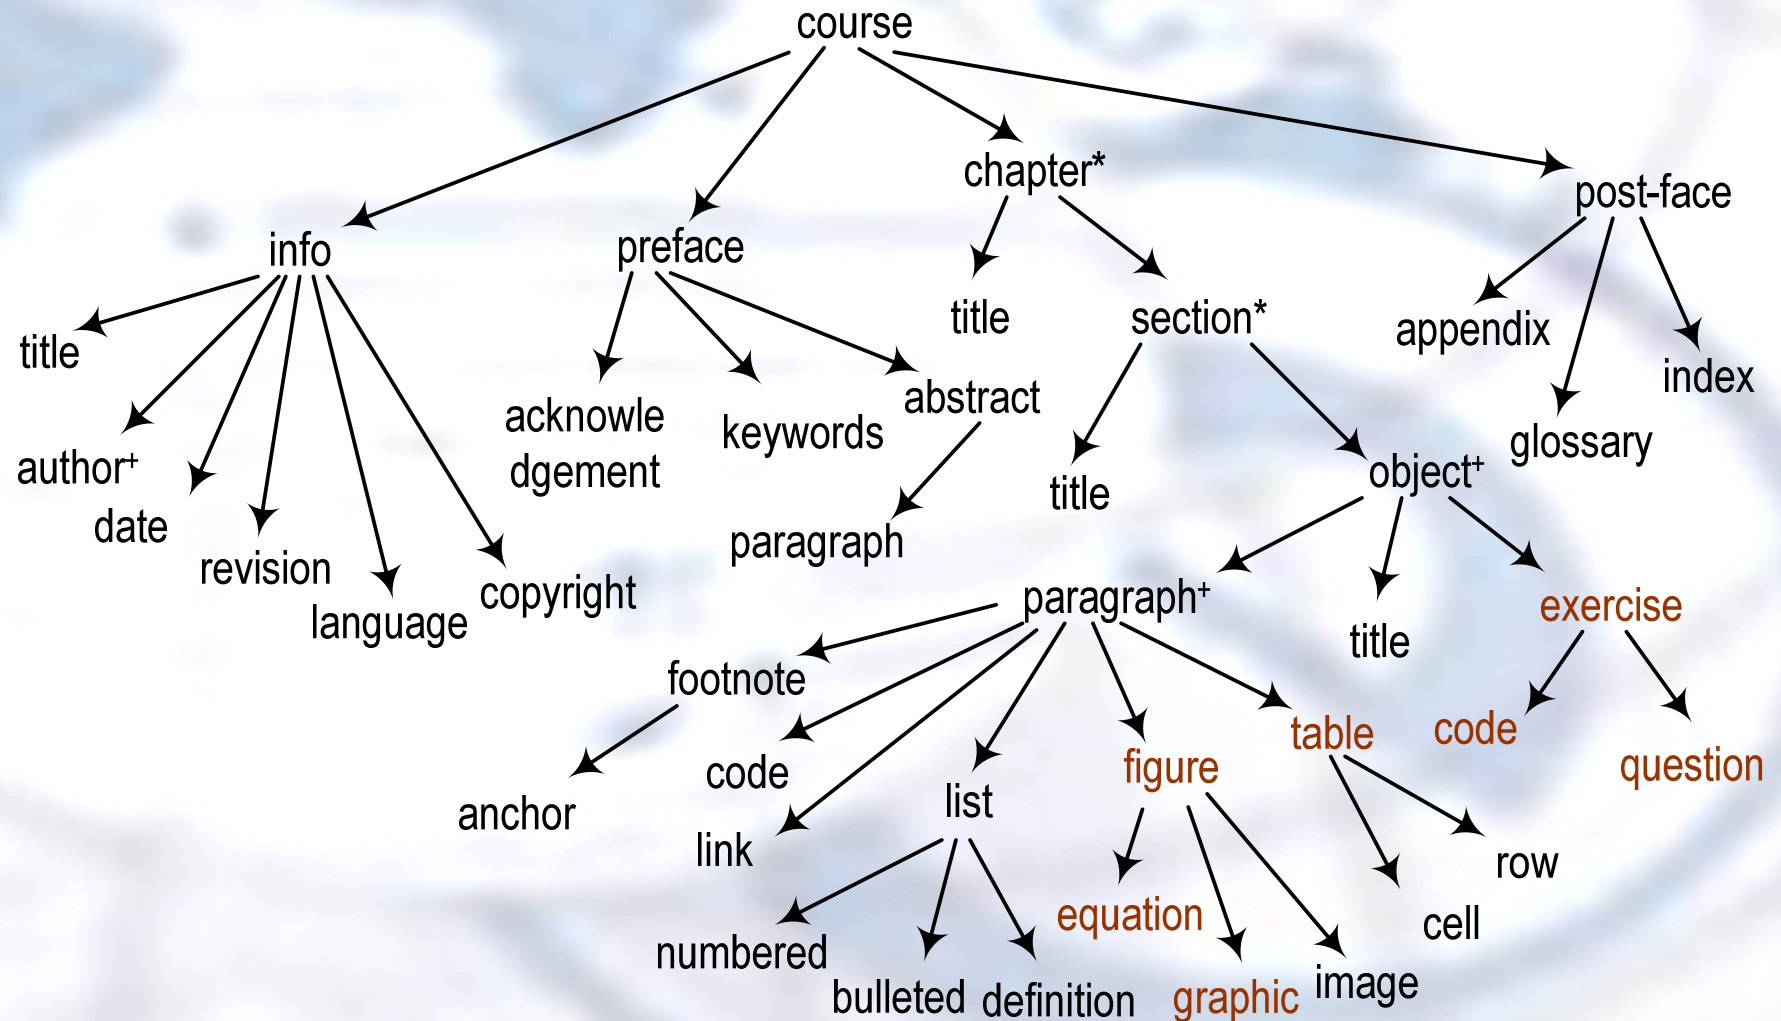 course
chapter*
post-face
info
preface
title
section*
appendix
title
index
acknowle
dgement
keywords
abstract
glossary
author+
date
title
object+
paragraph
revision
language
copyright
paragraph+
exercise
title
footnote
table
code
question
anchor
code
figure
list
link
row
equation
cell
numbered
bulleted
definition
graphic
image